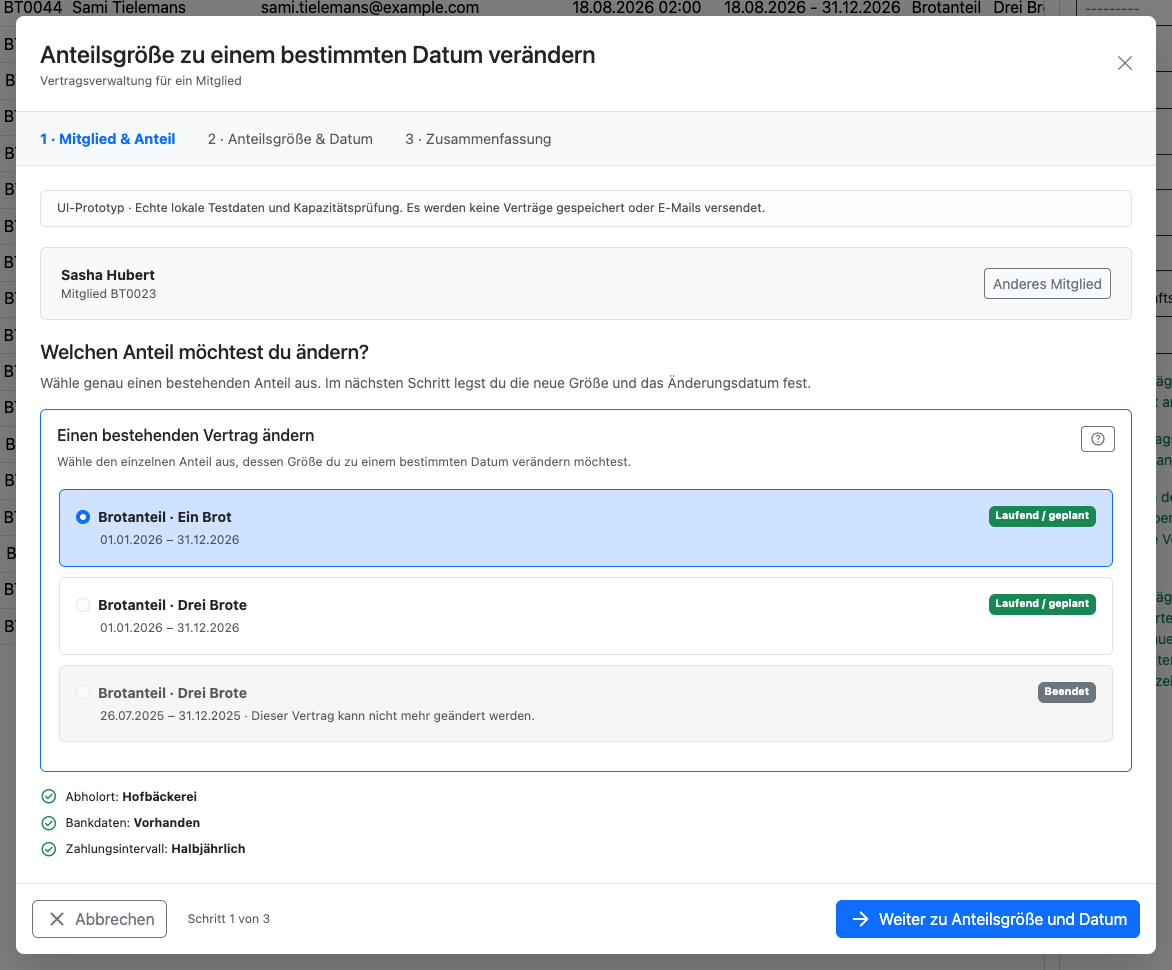 BT0044 Sami Tielemans sami.tielemans@example.com 18.08.2026 02:00 18.08.2026 - 31.12.2026 Brotanteil Drei Br ---------
Anteilsgröße zu einem bestimmten Datum verändern
Vertragsverwaltung für ein Mitglied
1 · Mitglied & Anteil 2 · Anteilsgröße & Datum 3 · Zusammenfassung
UI-Prototyp · Echte lokale Testdaten und Kapazitätsprüfung. Es werden keine Verträge gespeichert oder E-Mails versendet.
Sasha Hubert
Mitglied BT0023
Anderes Mitglied
Welchen Anteil möchtest du ändern?
Wähle genau einen bestehenden Anteil aus. Im nächsten Schritt legst du die neue Größe und das Änderungsdatum fest.
Einen bestehenden Vertrag ändern
Wähle den einzelnen Anteil aus, dessen Größe du zu einem bestimmten Datum verändern möchtest.
Brotanteil · Ein Brot Laufend / geplant
01.01.2026 – 31.12.2026
Brotanteil · Drei Brote Laufend / geplant
01.01.2026 – 31.12.2026
Brotanteil · Drei Brote Beendet
26.07.2025 – 31.12.2025 · Dieser Vertrag kann nicht mehr geändert werden.
Abholort: Hofbäckerei
Bankdaten: Vorhanden
Zahlungsintervall: Halbjährlich
Abbrechen Schritt 1 von 3 Weiter zu Anteilsgröße und Datum